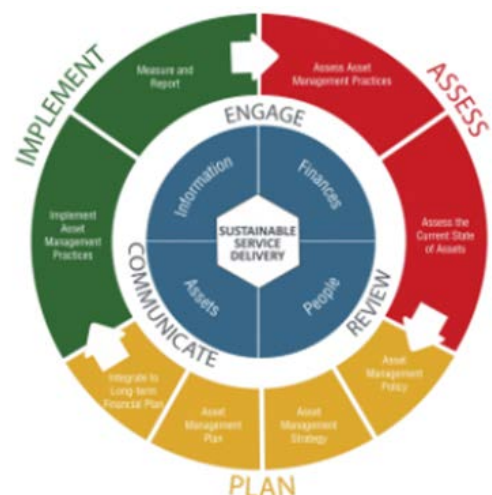 IMPLEMENT
ASSESS
PLAN
Measure and
Report
Assess Asset
Management Practices
Assess the
Current State
of Assets
Asset
Management
Policy
Asset
Management
Strategy
Asset
Management
Plan
Integrate to
Long-term
Financial Plan
Implement
Asset
Management
Practices
ENGAGE
REVIEW
COMMUNICATE
Information
Finances
People
Assets
SUSTAINABLE
SERVICE
DELIVERY